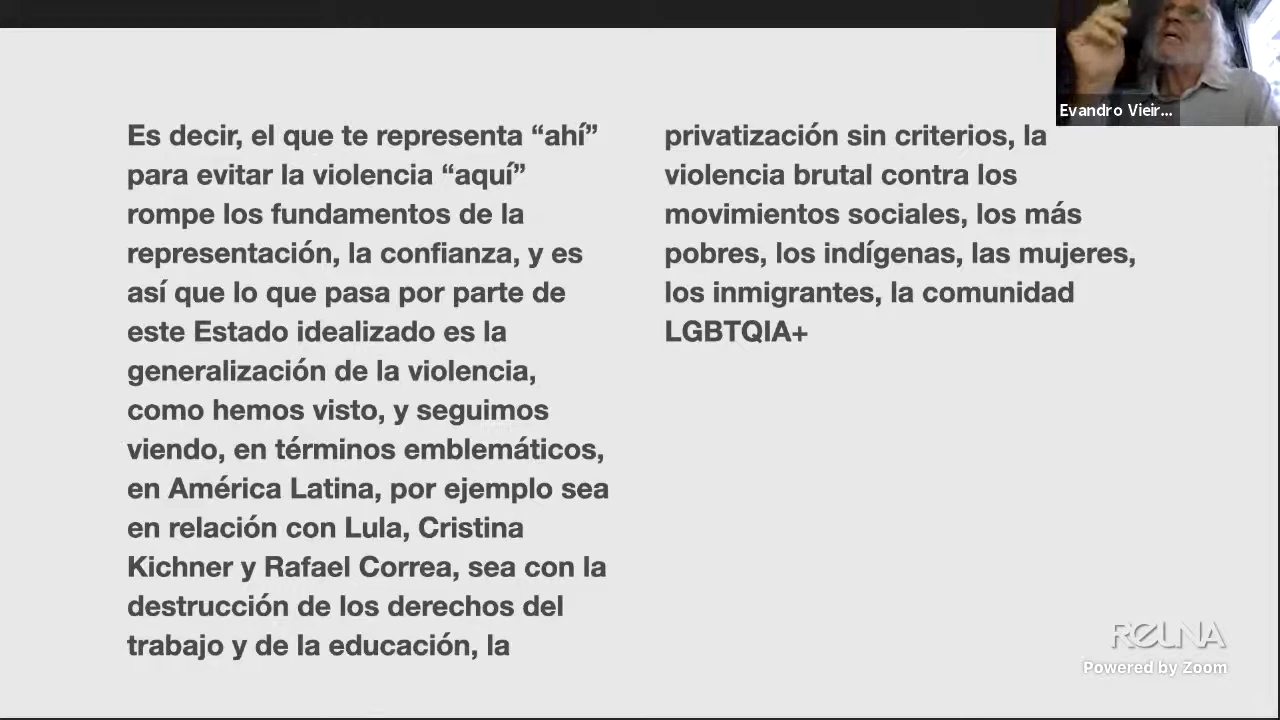 Es decir, el que te representa “ahí”
para evitar la violencia “aquí”
rompe los fundamentos de la
representación, la confianza, y es
así que lo que pasa por parte de
este Estado idealizado es la
generalización de la violencia,
como hemos visto, y seguimos
viendo, en términos emblemáticos,
en América Latina, por ejemplo sea
en relación con Lula, Cristina
Kichner y Rafael Correa, sea con la
destrucción de los derechos del
trabajo y de la educación, la
privatización sin criterios, la
violencia brutal contra los
movimientos sociales, los más
pobres, los indígenas, las mujeres,
los inmigrantes, la comunidad
LGBTQIA+
Evandro Vieir...
RELNA
Powered by Zoom